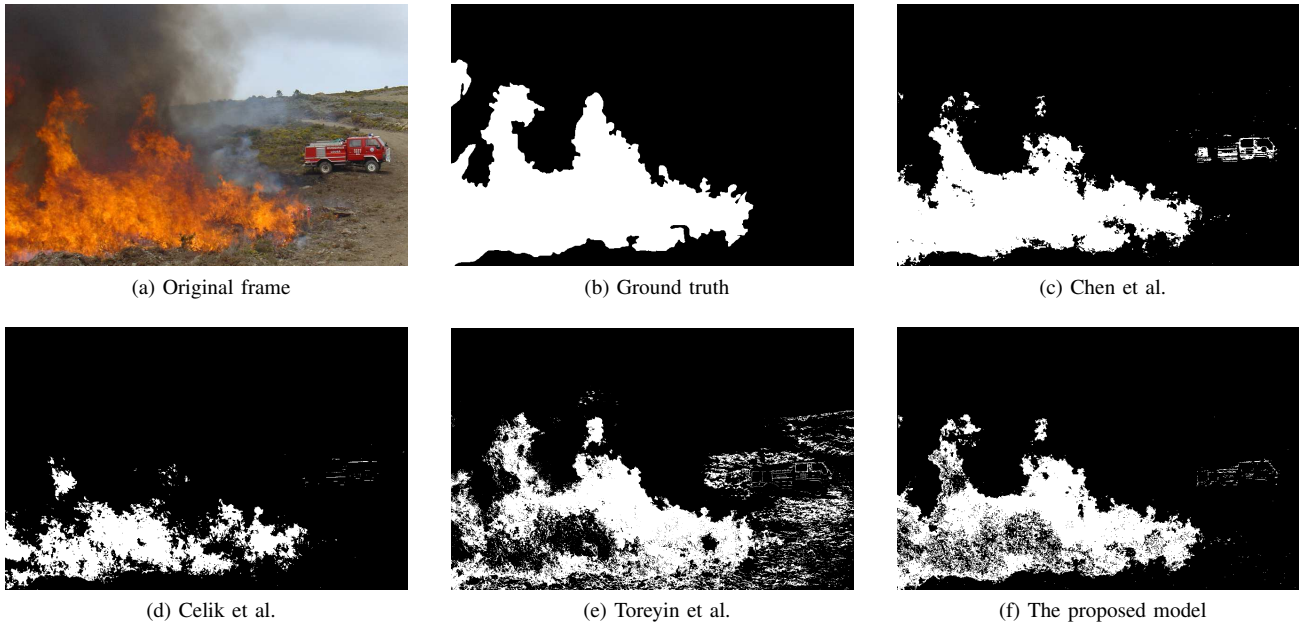 (a) Original frame
(b) Ground truth
(c) Chen et al.
(d) Celik et al.
(e) Toreyin et al.
(f) The proposed model